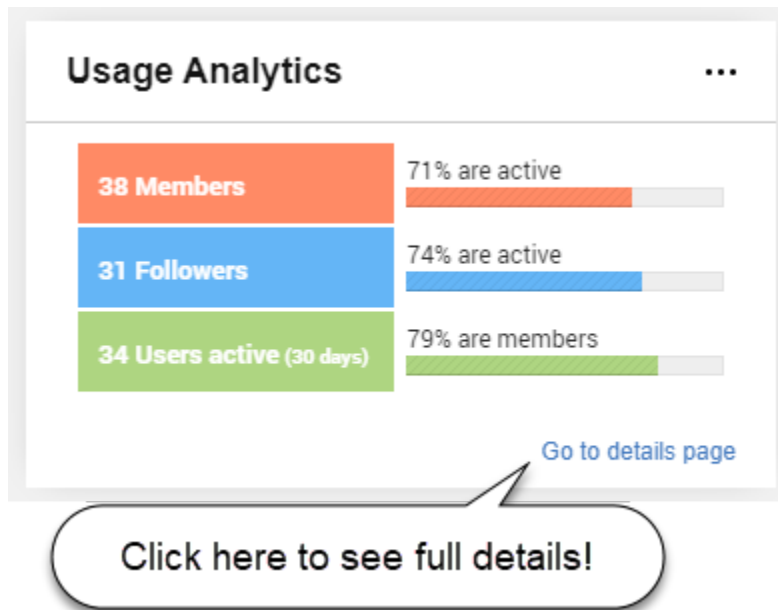 Usage Analytics
38 Members
71% are active
31 Followers
74% are active
34 Users active (30 days)
79% are members
Go to details page
Click here to see full details!